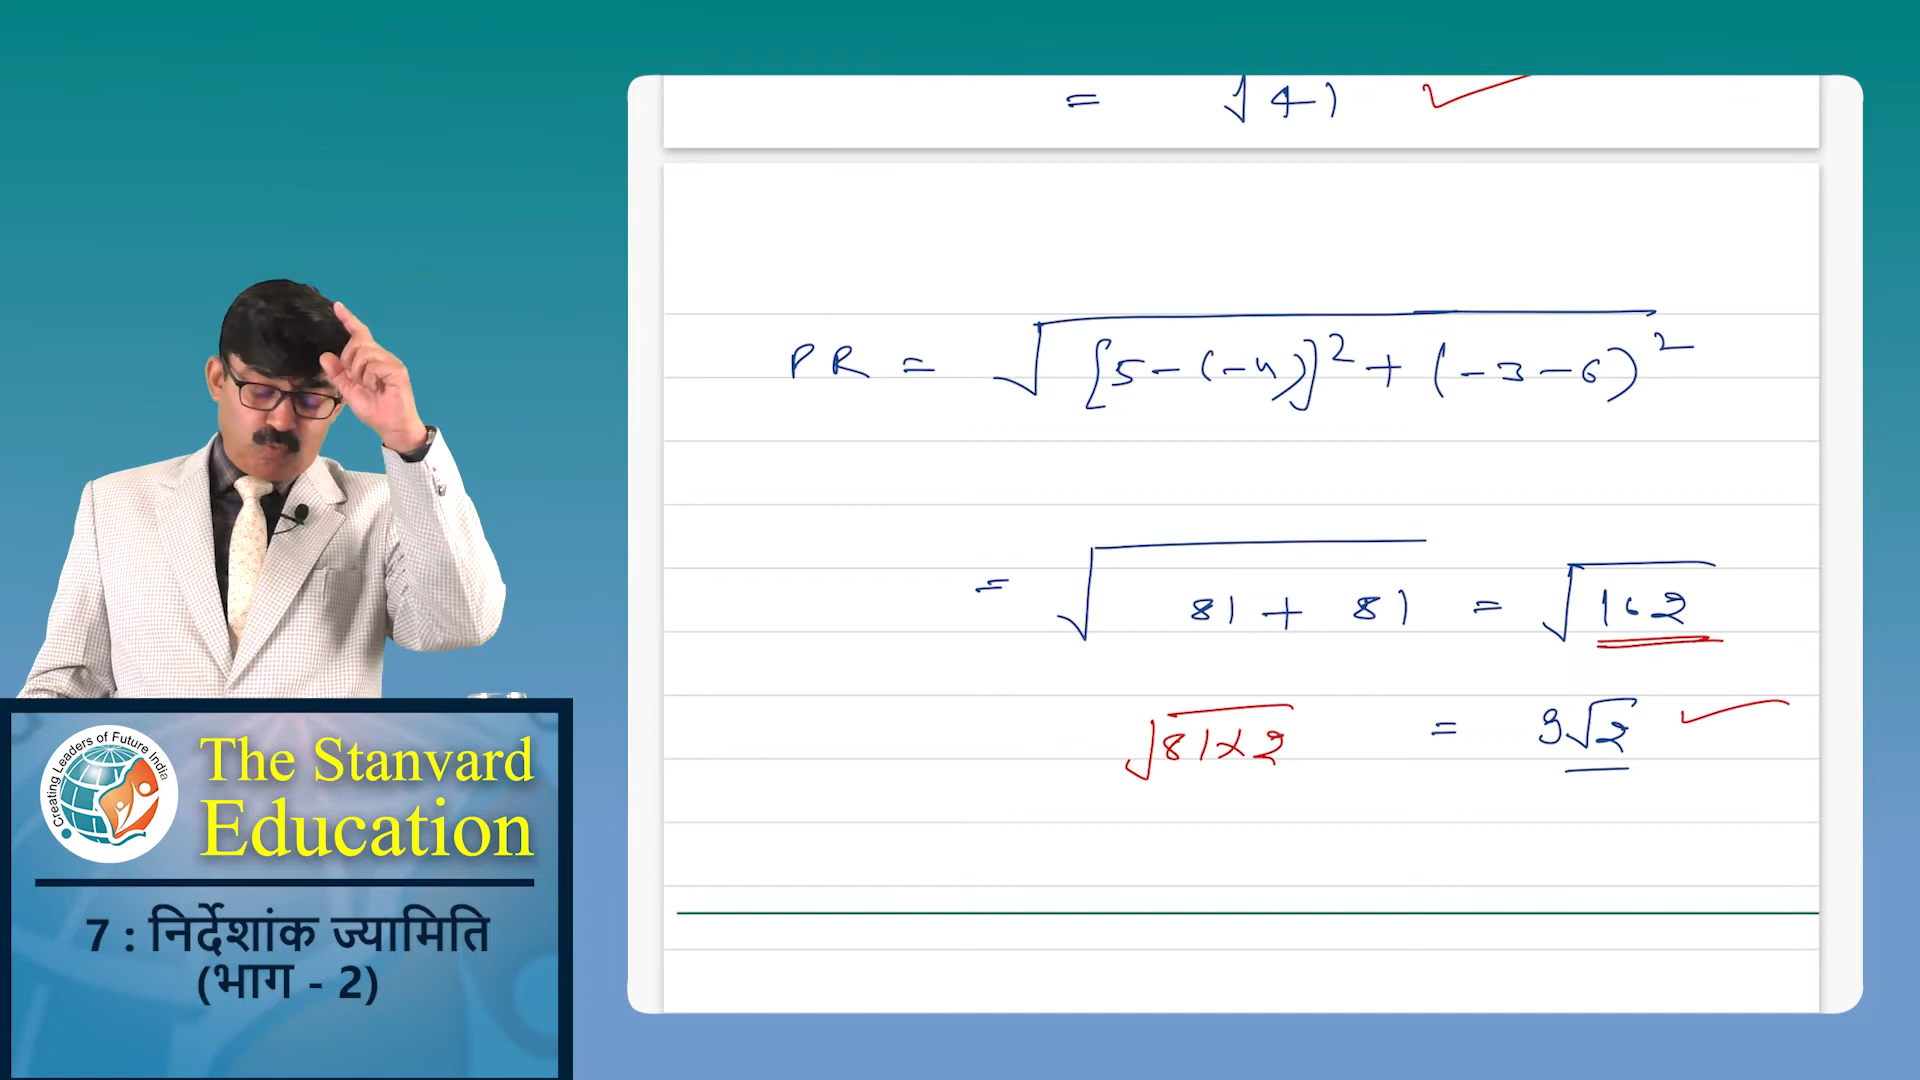 = √41 ✓
PR = √([5-(-4)]² + (-3-6)²)
= √(81 + 81) = √162
√(81×2) = 9√2 ✓
Creating Leaders of Future India
The Stanvard
Education
7 : निर्देशांक ज्यामिति
(भाग - 2)